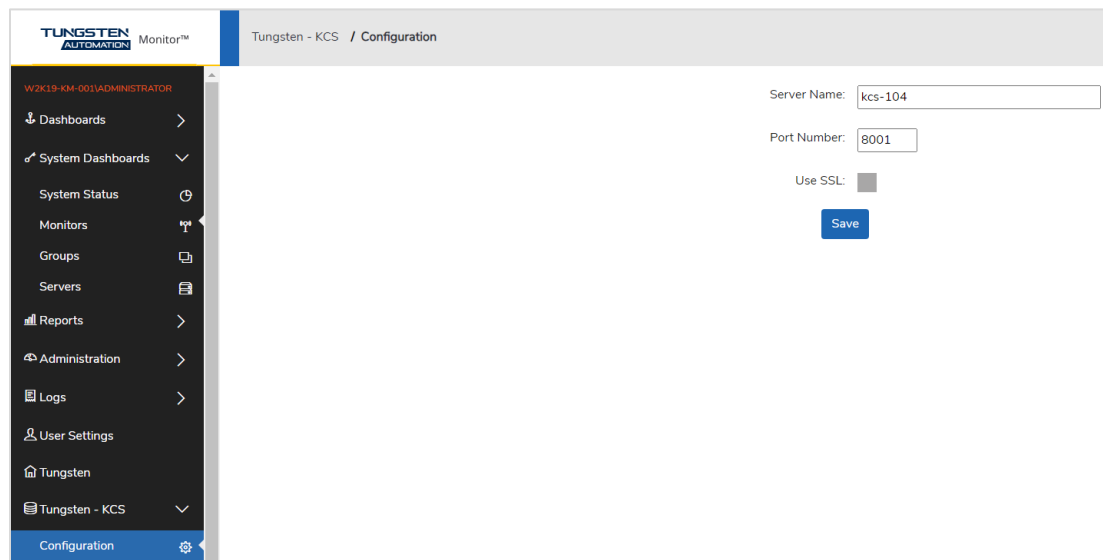 TUNGSTEN
AUTOMATION Monitor™
Tungsten - KCS / Configuration
W2K19-KM-001\ADMINISTRATOR
Dashboards
System Dashboards
System Status
Monitors
Groups
Servers
Reports
Administration
Logs
User Settings
Tungsten
Tungsten - KCS
Configuration
Server Name: kcs-104
Port Number: 8001
Use SSL:
Save